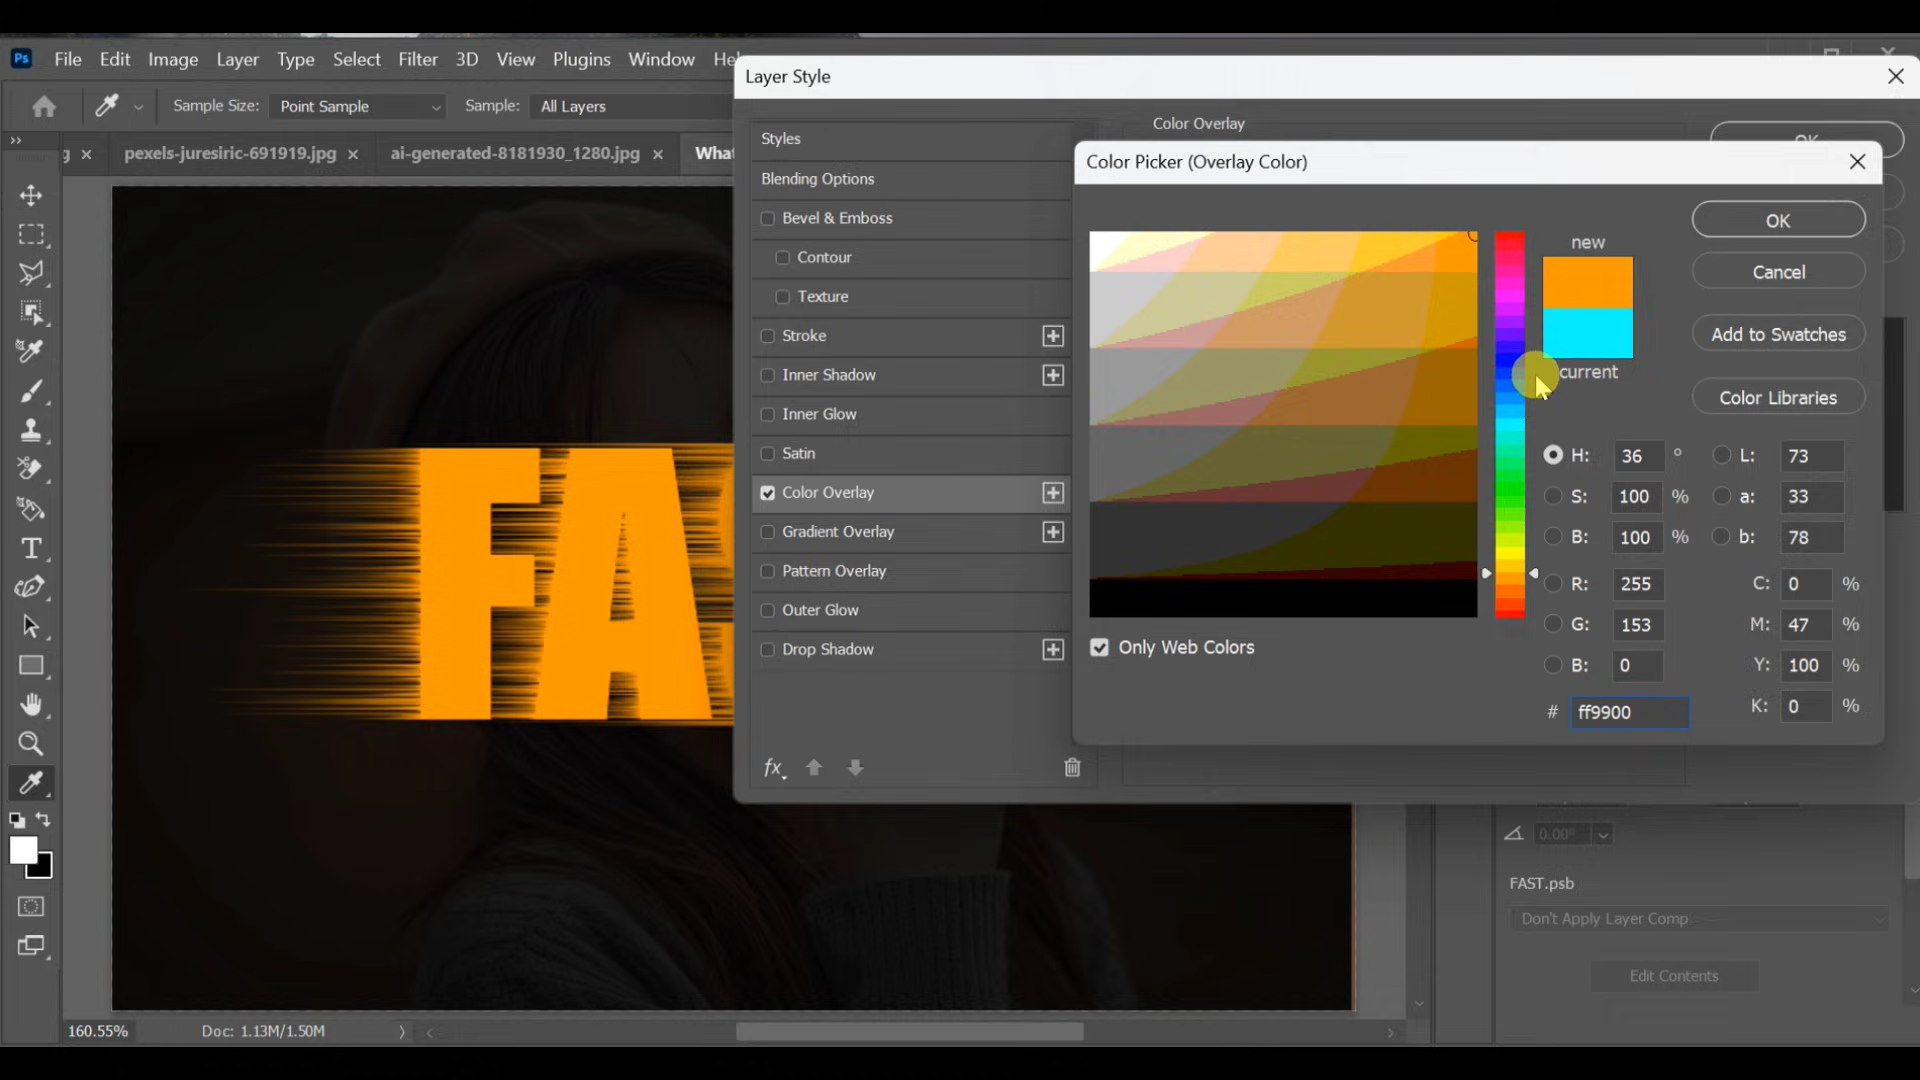 Ps File Edit Image Layer Type Select Filter 3D View Plugins Window
Layer Style
Sample Size: Point Sample Sample: All Layers
Color Overlay
pexels-juresiric-691919.jpg ai-generated-8181930_1280.jpg What
Styles
Blending Options
Bevel & Emboss
Contour
Texture
Stroke
Inner Shadow
Inner Glow
Satin
Color Overlay
Gradient Overlay
Pattern Overlay
Outer Glow
Drop Shadow
fx
Color Picker (Overlay Color)
OK
new
Cancel
Add to Swatches
current
Color Libraries
H: 36 ° L: 73
S: 100 % a: 33
B: 100 % b: 78
R: 255 C: 0 %
G: 153 M: 47 %
B: 0 Y: 100 %
# ff9900 K: 0 %
Only Web Colors
FA
0.00°
FAST.psb
Don't Apply Layer Comp
Edit Contents
160.55% Doc: 1.13M/1.50M